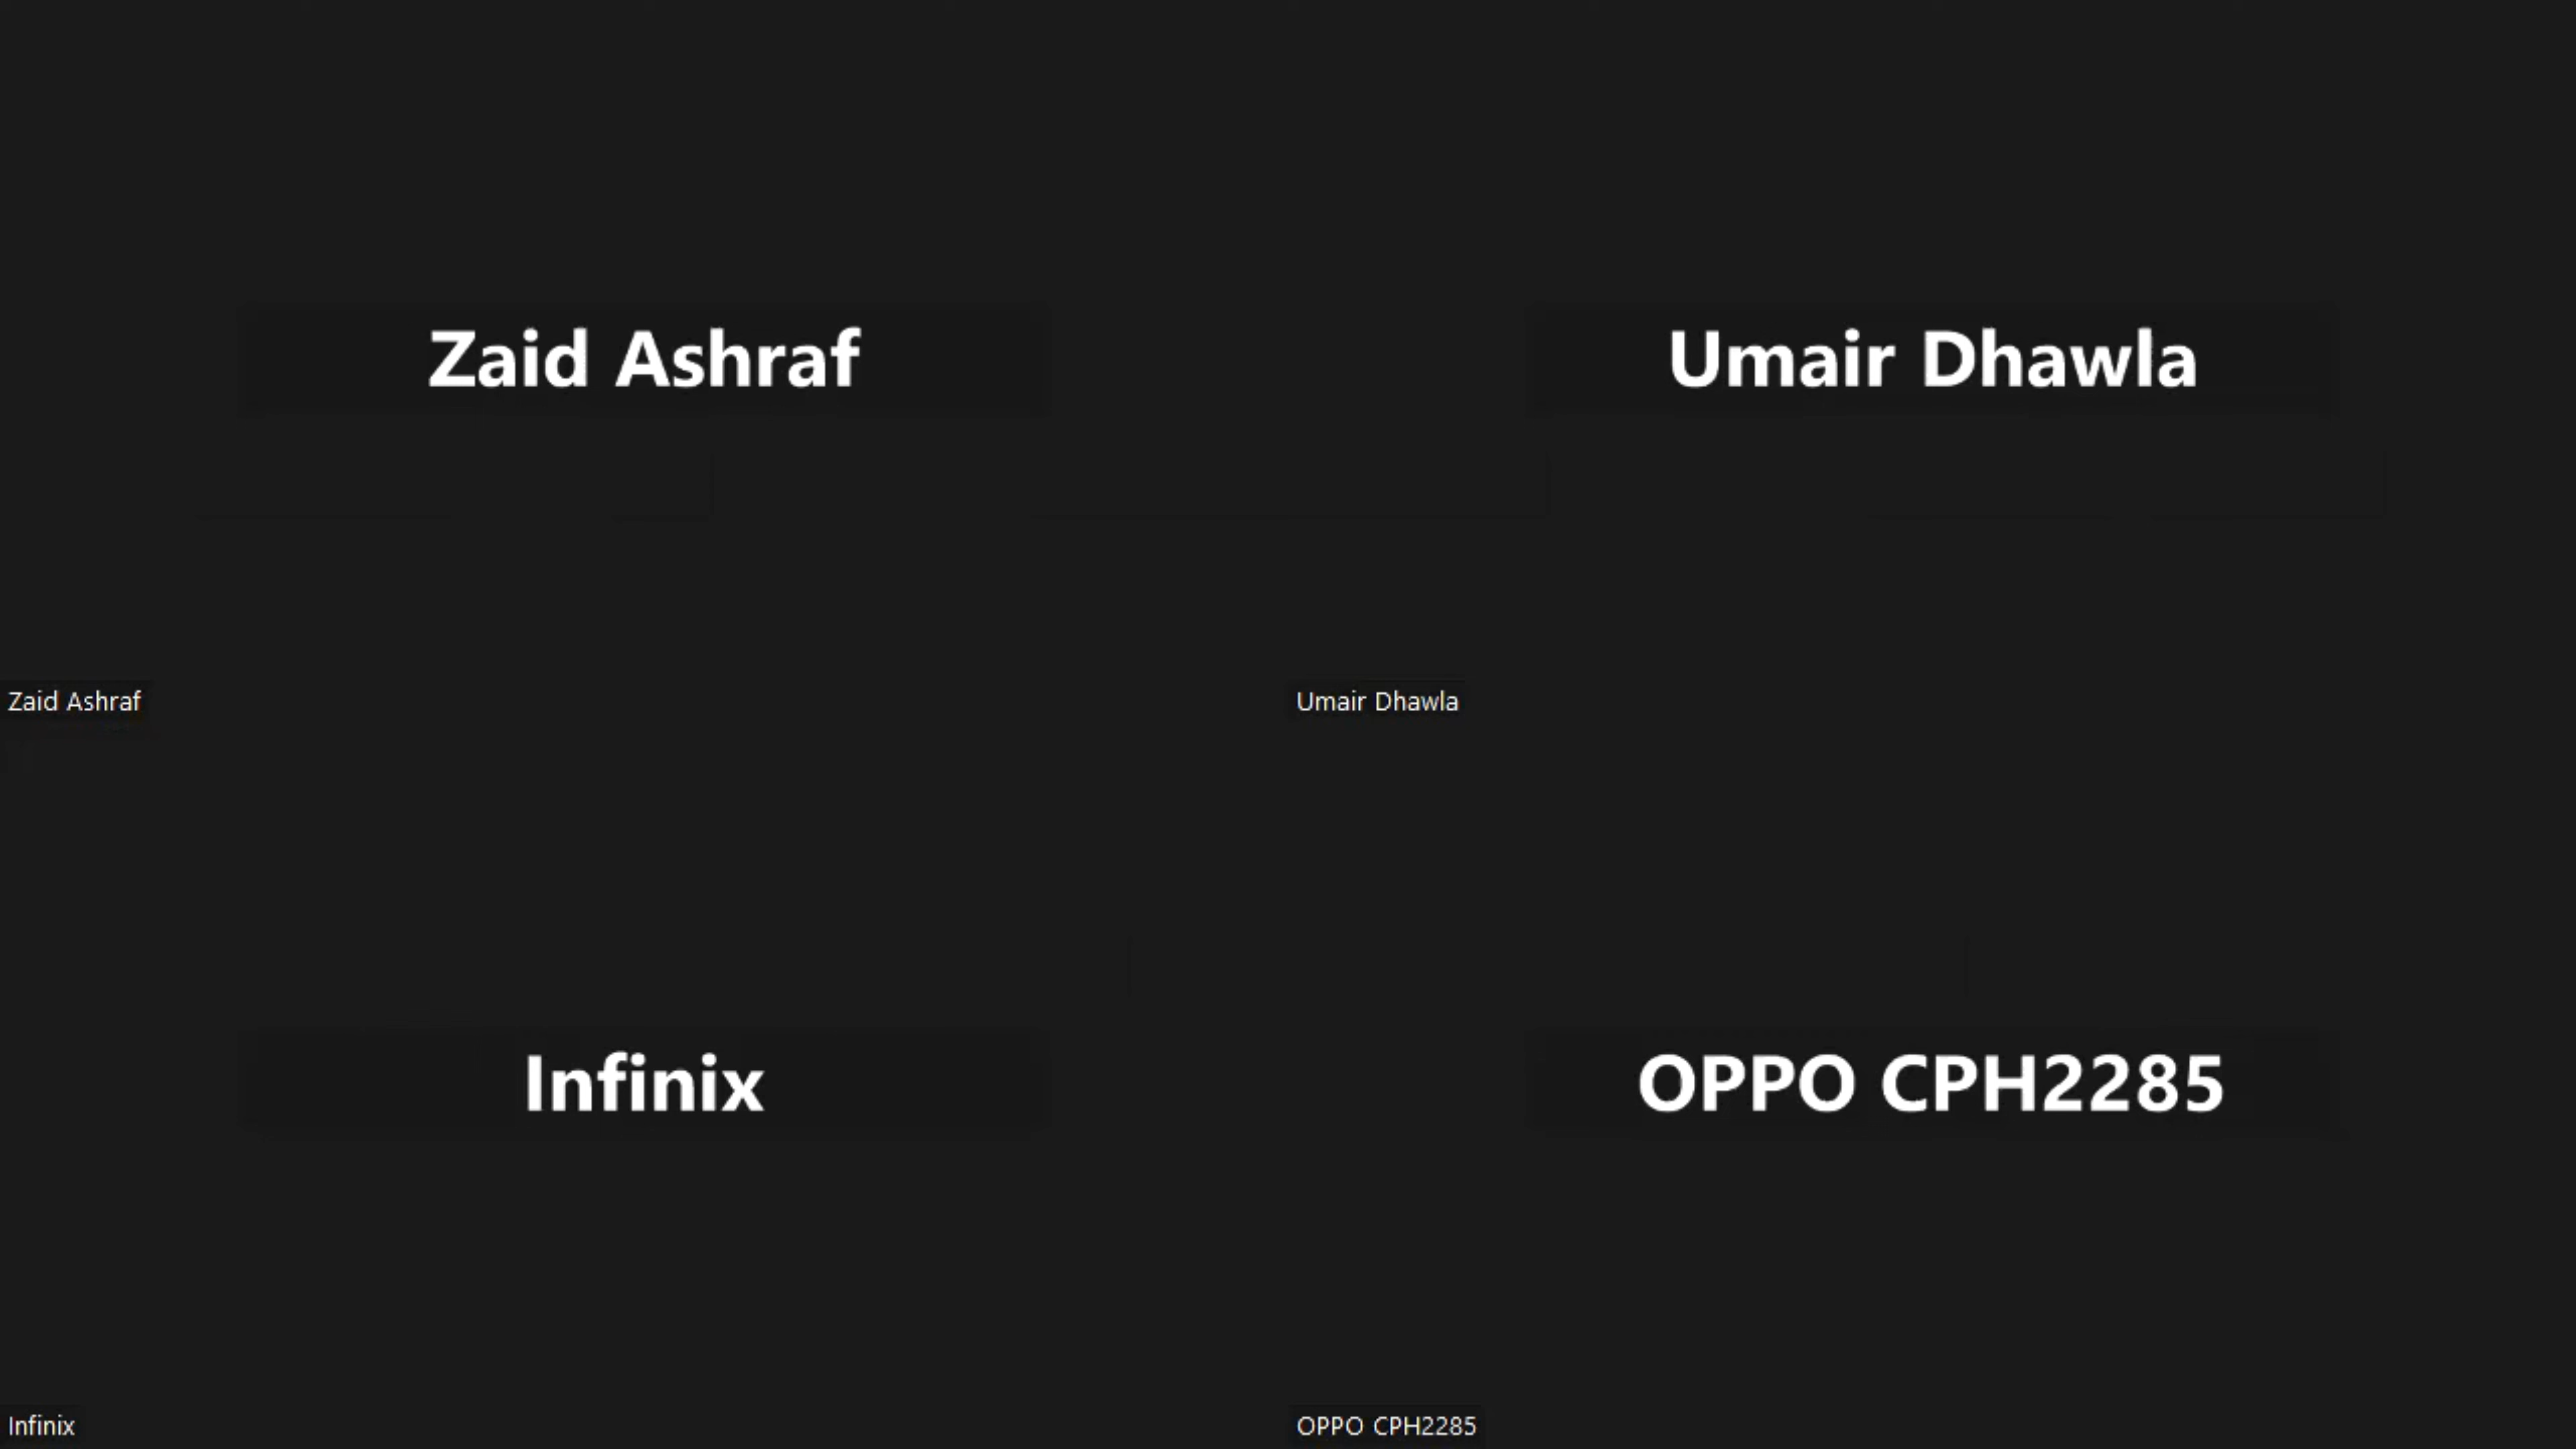 Zaid Ashraf
Umair Dhawla
Zaid Ashraf
Umair Dhawla
Infinix
OPPO CPH2285
Infinix
OPPO CPH2285